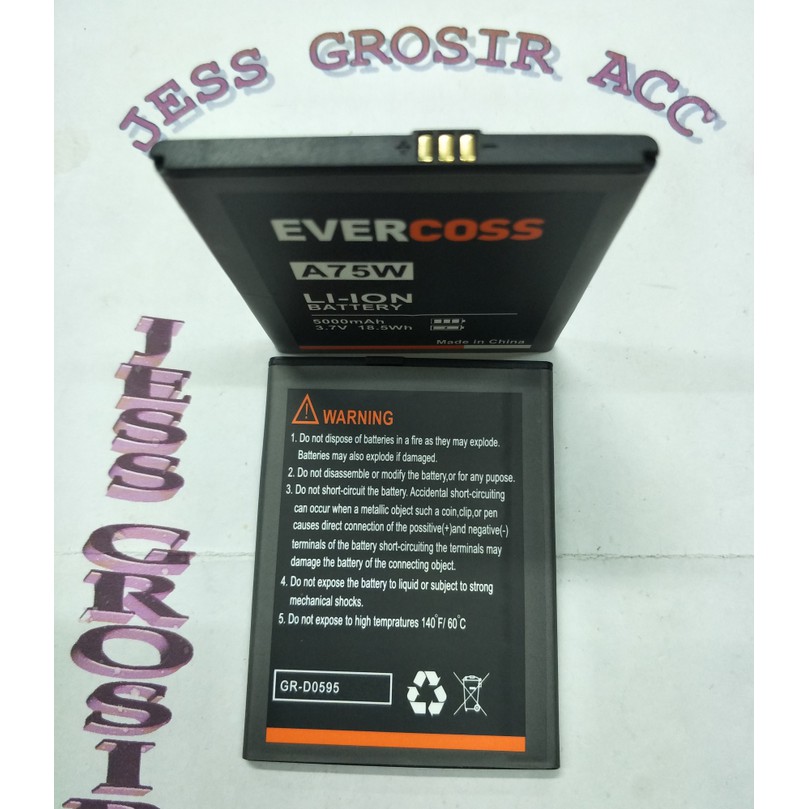 JESS GROSIR ACC
+ -
EVERCOSS
A75W
LI-ION
BATTERY
5000mAh
3.7V 18.5Wh
Made in China
JESS GROSIR
WARNING
1. Do not dispose of batteries in a fire as they may explode.
Batteries may also explode if damaged.
2. Do not disassemble or modify the battery,or for any pupose.
3. Do not short-circuit the battery. Accidental short-circuiting
can occur when a metallic object such a coin,clip,or pen
causes direct connection of the possitive(+)and negative(-)
terminals of the battery short-circuiting the terminals may
damage the battery of the connecting object.
4. Do not expose the battery to liquid or subject to strong
mechanical shocks.
5. Do not expose to high tempratures 140°F/ 60°C
GR-D0595